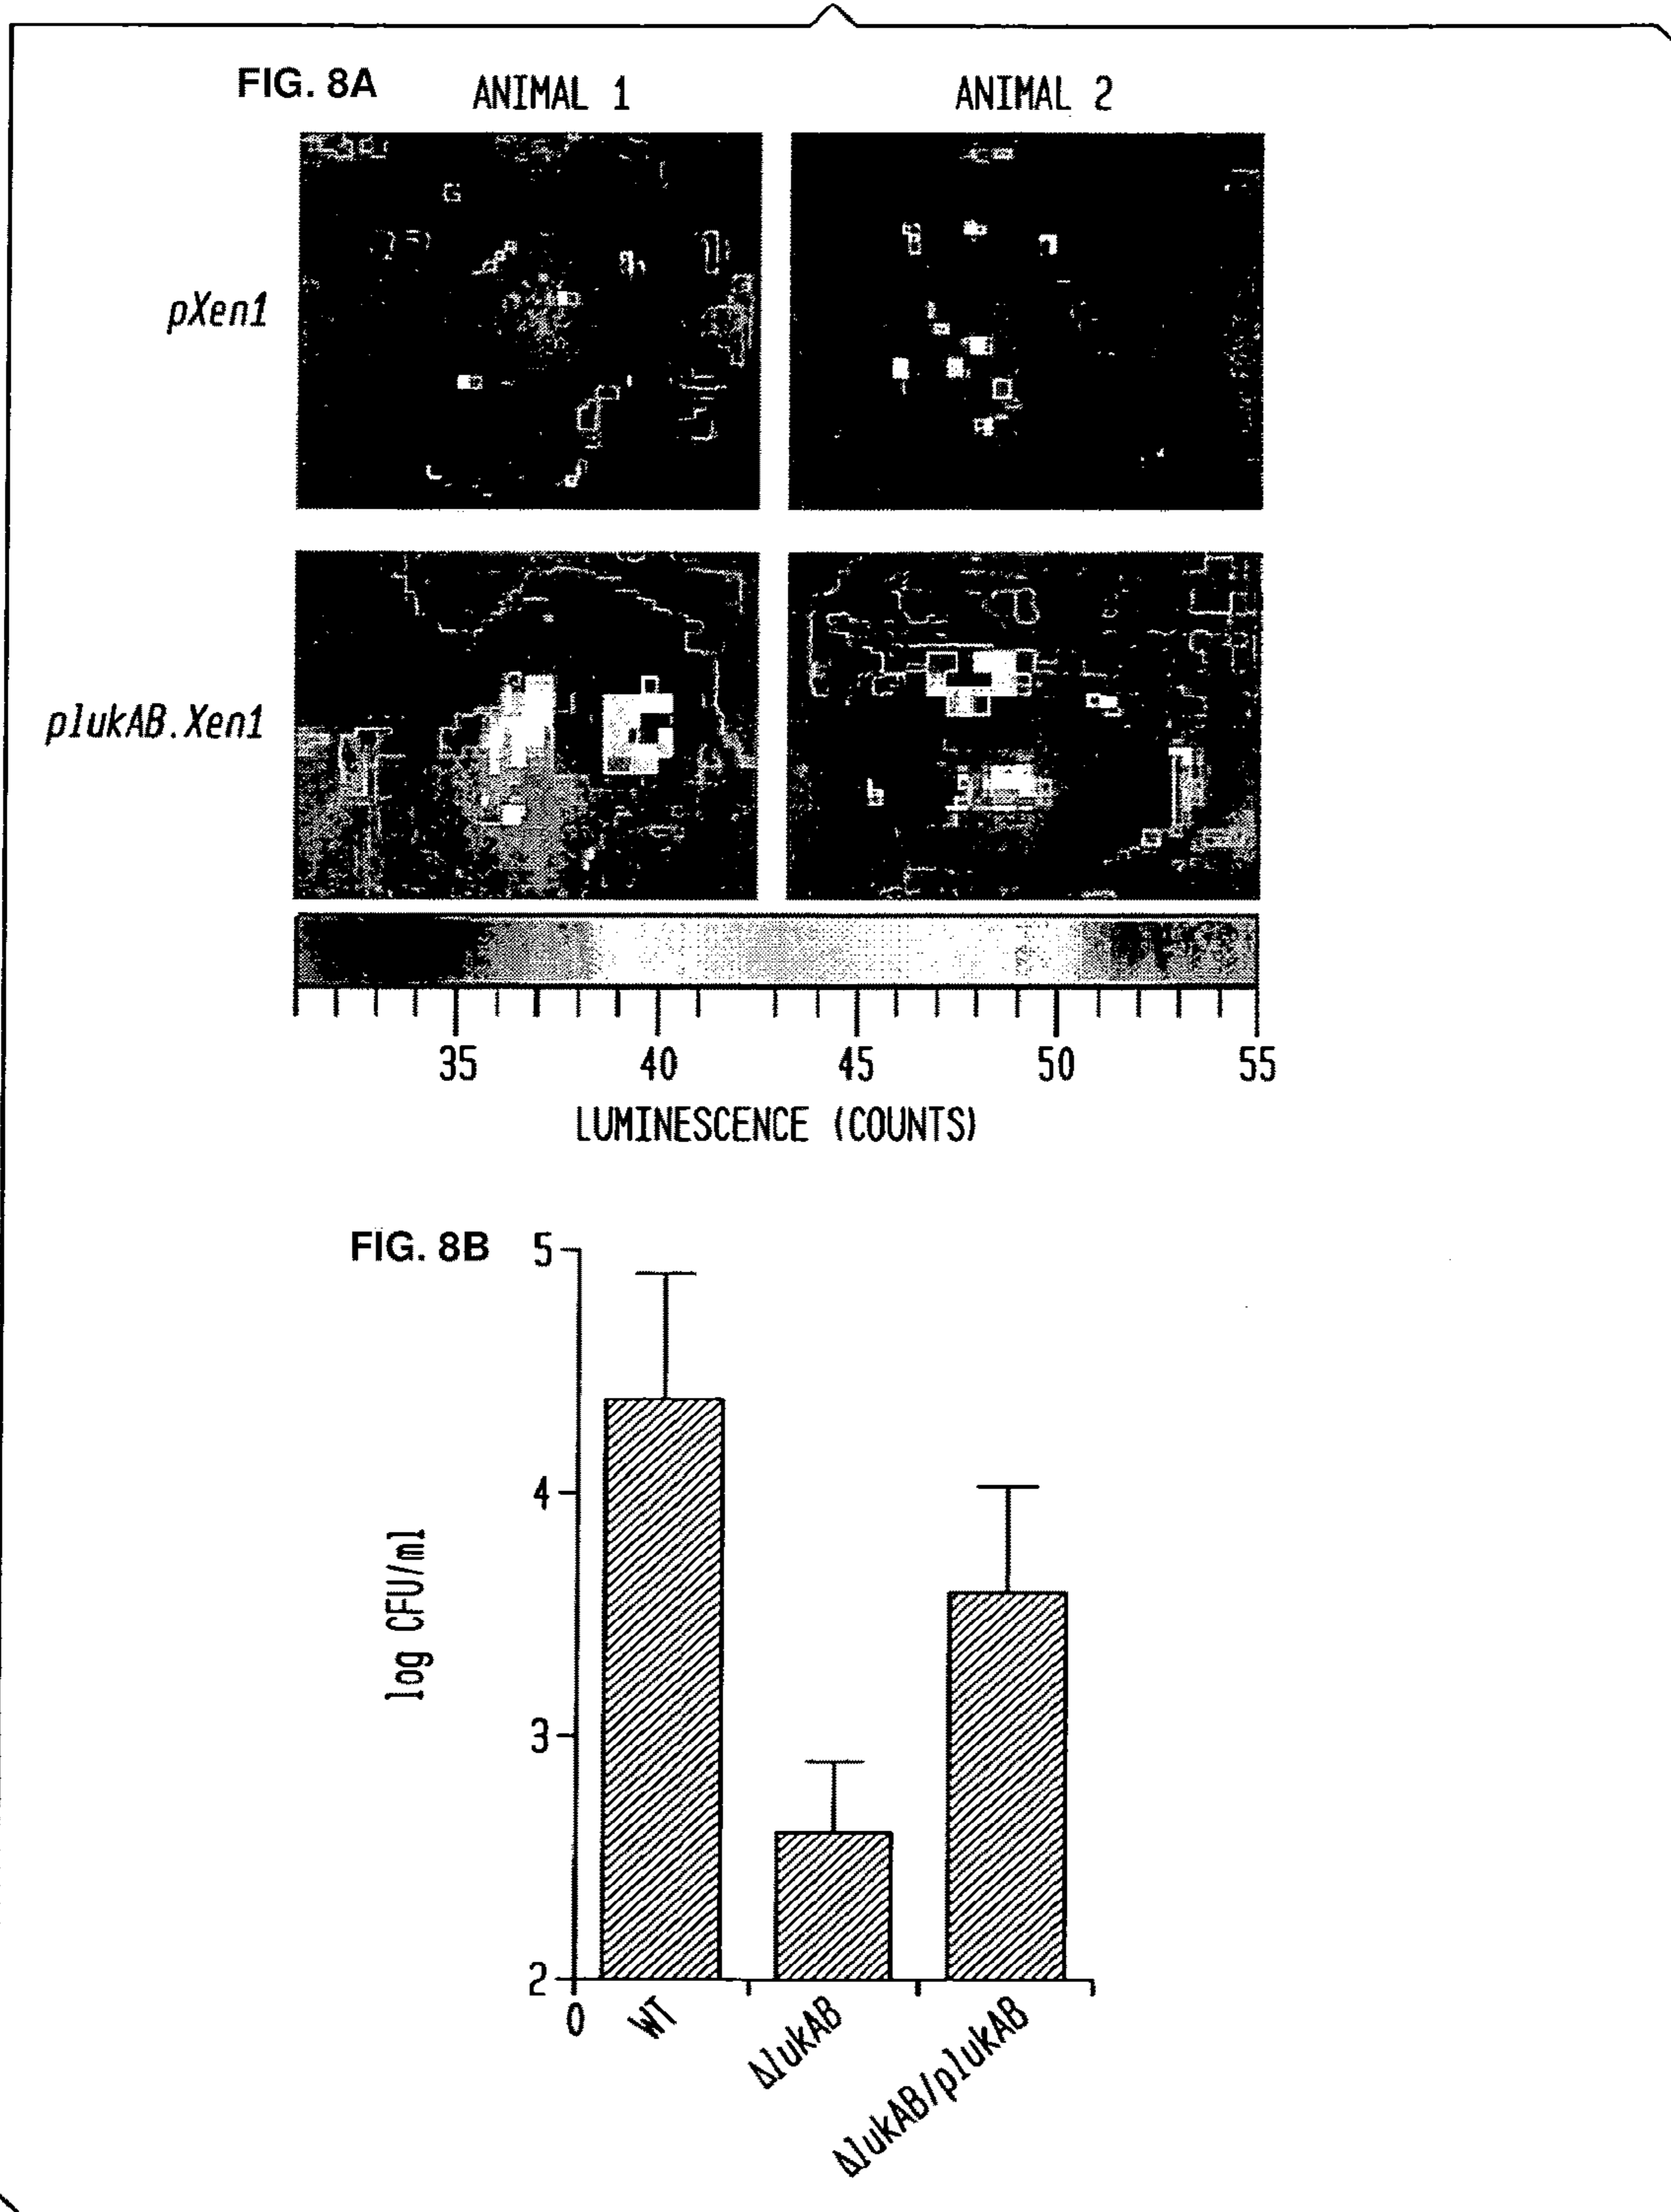 FIG. 8A
ANIMAL 1
ANIMAL 2
pXen1
plukAB.Xen1
35 40 45 50 55
LUMINESCENCE (COUNTS)
FIG. 8B
5
4
3
2
0
log CFU/ml
WT
ΔlukAB
ΔlukAB/plukAB